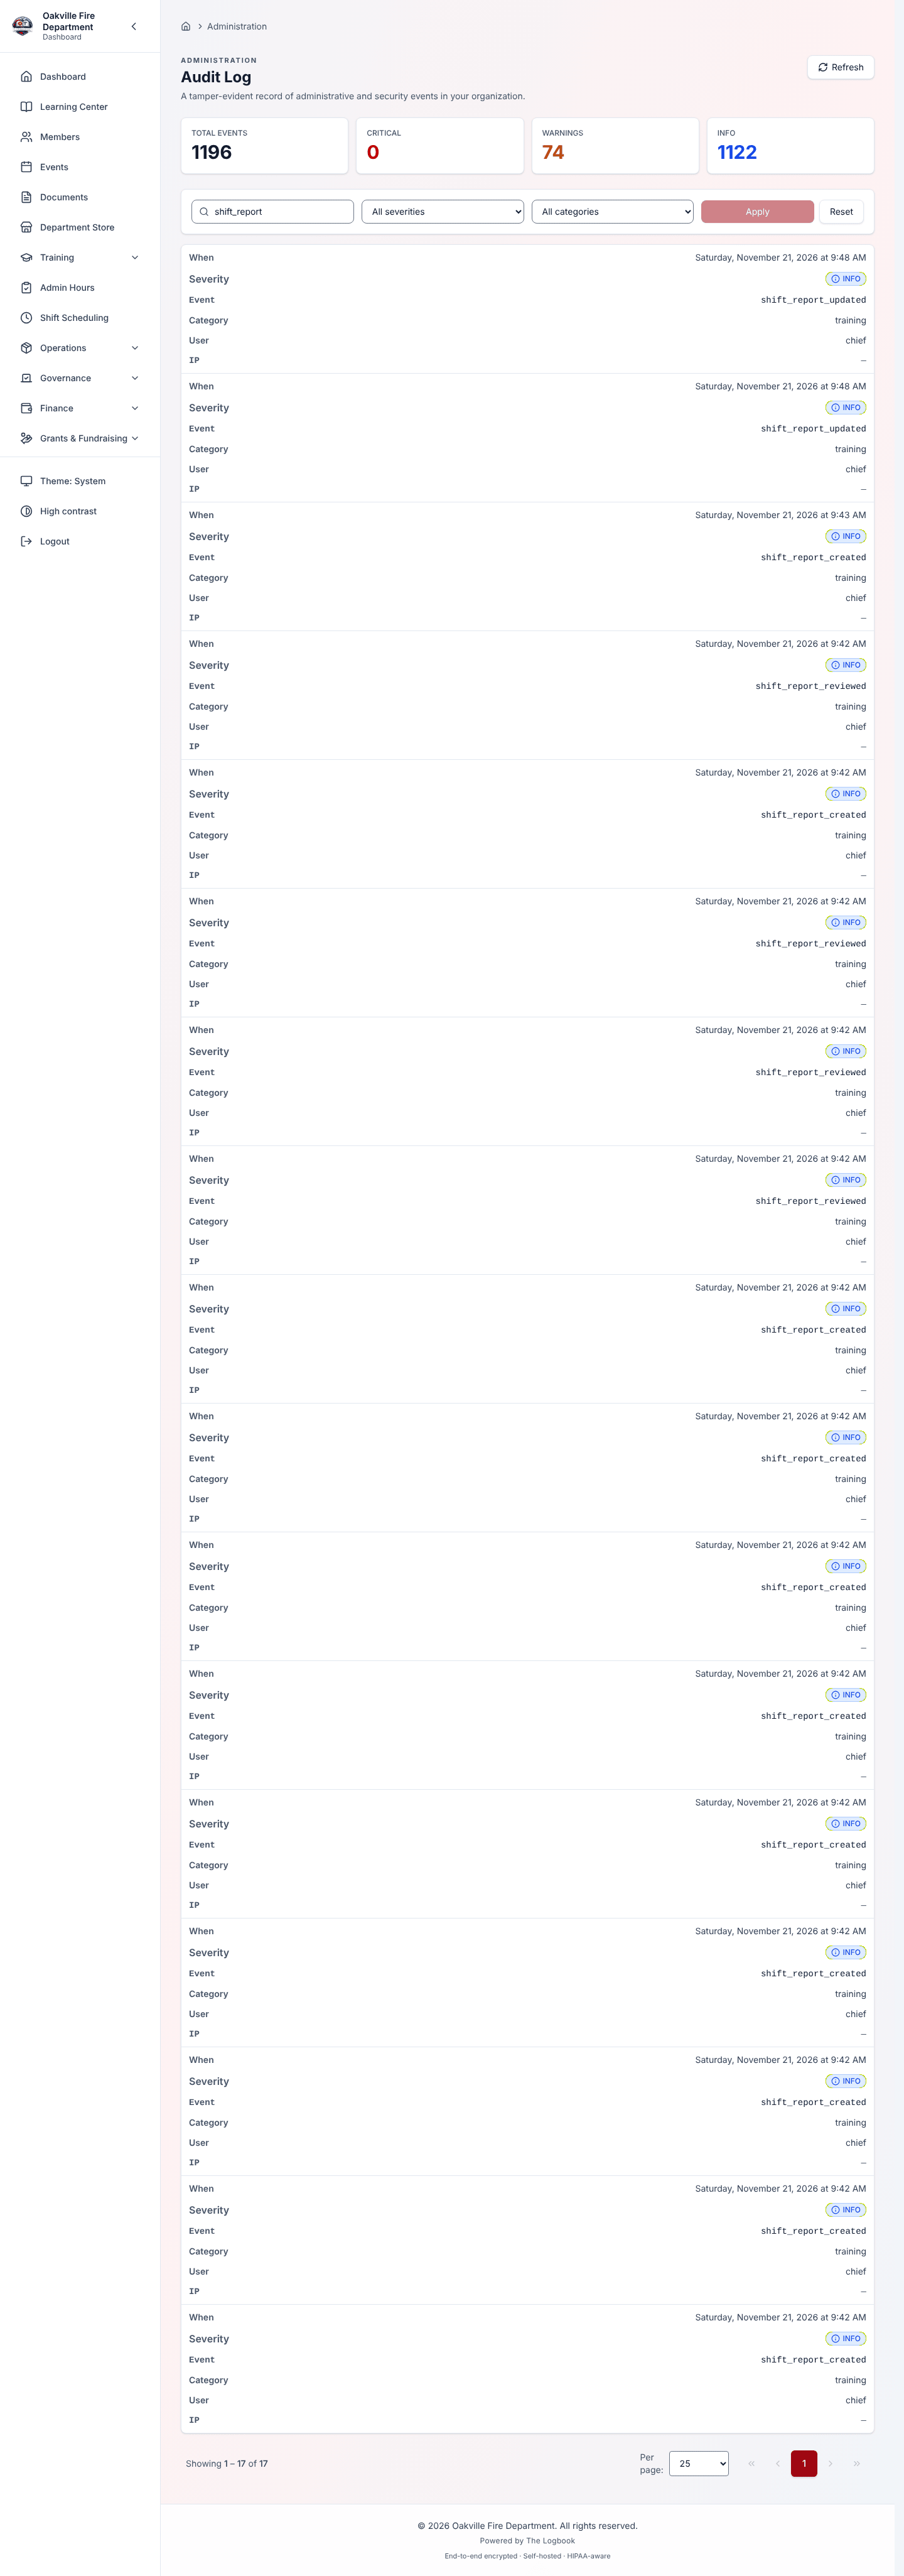 Oakville Fire
Department
Dashboard
Dashboard
Learning Center
Members
Events
Documents
Department Store
Training
Admin Hours
Shift Scheduling
Operations
Governance
Finance
Grants & Fundraising
Theme: System
High contrast
Logout
Administration
ADMINISTRATION
Audit Log
A tamper-evident record of administrative and security events in your organization.
Refresh
TOTAL EVENTS
1196
CRITICAL
0
WARNINGS
74
INFO
1122
shift_report
All severities
All categories
Apply
Reset
When Saturday, November 21, 2026 at 9:48 AM
Severity INFO
Event shift_report_updated
Category training
User chief
IP —
When Saturday, November 21, 2026 at 9:48 AM
Severity INFO
Event shift_report_updated
Category training
User chief
IP —
When Saturday, November 21, 2026 at 9:43 AM
Severity INFO
Event shift_report_created
Category training
User chief
IP —
When Saturday, November 21, 2026 at 9:42 AM
Severity INFO
Event shift_report_reviewed
Category training
User chief
IP —
When Saturday, November 21, 2026 at 9:42 AM
Severity INFO
Event shift_report_created
Category training
User chief
IP —
When Saturday, November 21, 2026 at 9:42 AM
Severity INFO
Event shift_report_reviewed
Category training
User chief
IP —
When Saturday, November 21, 2026 at 9:42 AM
Severity INFO
Event shift_report_reviewed
Category training
User chief
IP —
When Saturday, November 21, 2026 at 9:42 AM
Severity INFO
Event shift_report_reviewed
Category training
User chief
IP —
When Saturday, November 21, 2026 at 9:42 AM
Severity INFO
Event shift_report_created
Category training
User chief
IP —
When Saturday, November 21, 2026 at 9:42 AM
Severity INFO
Event shift_report_created
Category training
User chief
IP —
When Saturday, November 21, 2026 at 9:42 AM
Severity INFO
Event shift_report_created
Category training
User chief
IP —
When Saturday, November 21, 2026 at 9:42 AM
Severity INFO
Event shift_report_created
Category training
User chief
IP —
When Saturday, November 21, 2026 at 9:42 AM
Severity INFO
Event shift_report_created
Category training
User chief
IP —
When Saturday, November 21, 2026 at 9:42 AM
Severity INFO
Event shift_report_created
Category training
User chief
IP —
When Saturday, November 21, 2026 at 9:42 AM
Severity INFO
Event shift_report_created
Category training
User chief
IP —
When Saturday, November 21, 2026 at 9:42 AM
Severity INFO
Event shift_report_created
Category training
User chief
IP —
When Saturday, November 21, 2026 at 9:42 AM
Severity INFO
Event shift_report_created
Category training
User chief
IP —
Showing 1 – 17 of 17
Per
page:
25
« ‹ 1 › »
© 2026 Oakville Fire Department. All rights reserved.
Powered by The Logbook
End-to-end encrypted · Self-hosted · HIPAA-aware